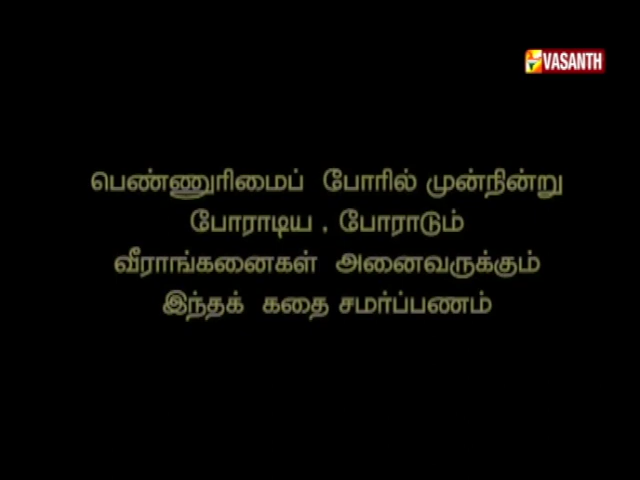 VASANTH
பெண்ணுரிமைப் போரில் முன்நின்று
போராடிய , போராடும்
வீராங்கனைகள் அனைவருக்கும்
இந்தக் கதை சமர்ப்பணம்